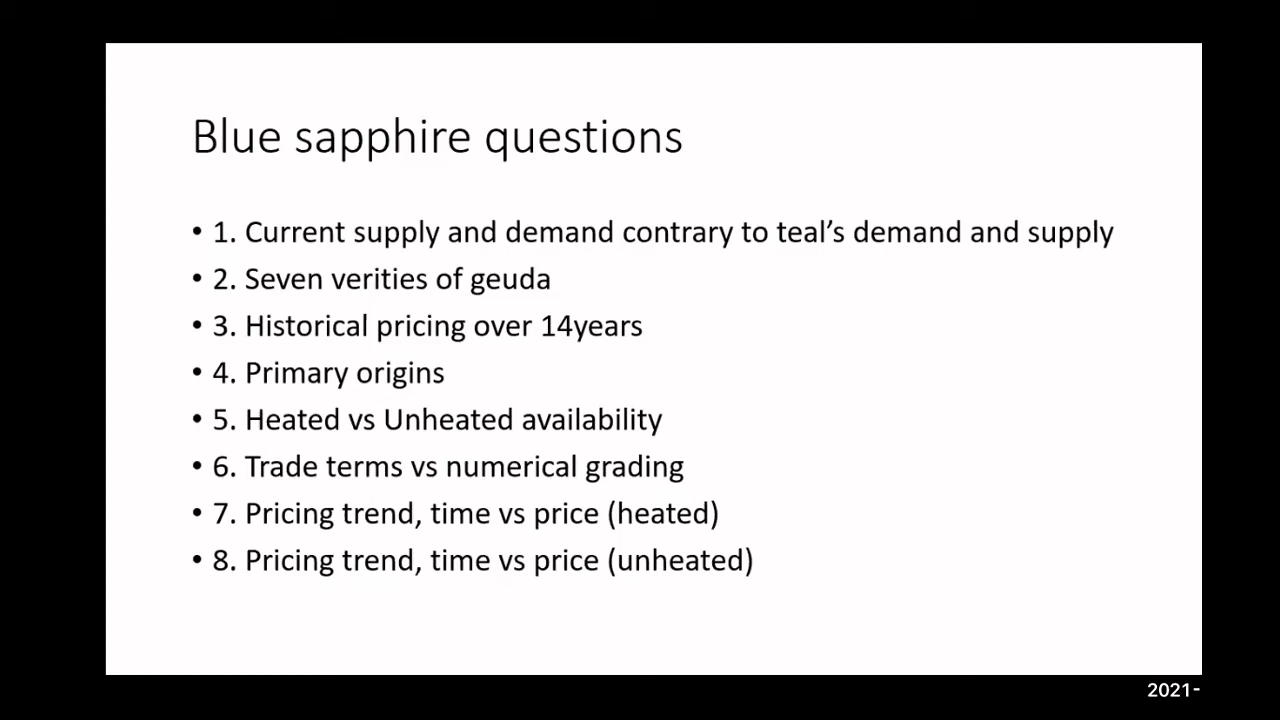 Blue sapphire questions
• 1. Current supply and demand contrary to teal’s demand and supply
• 2. Seven verities of geuda
• 3. Historical pricing over 14years
• 4. Primary origins
• 5. Heated vs Unheated availability
• 6. Trade terms vs numerical grading
• 7. Pricing trend, time vs price (heated)
• 8. Pricing trend, time vs price (unheated)
2021-